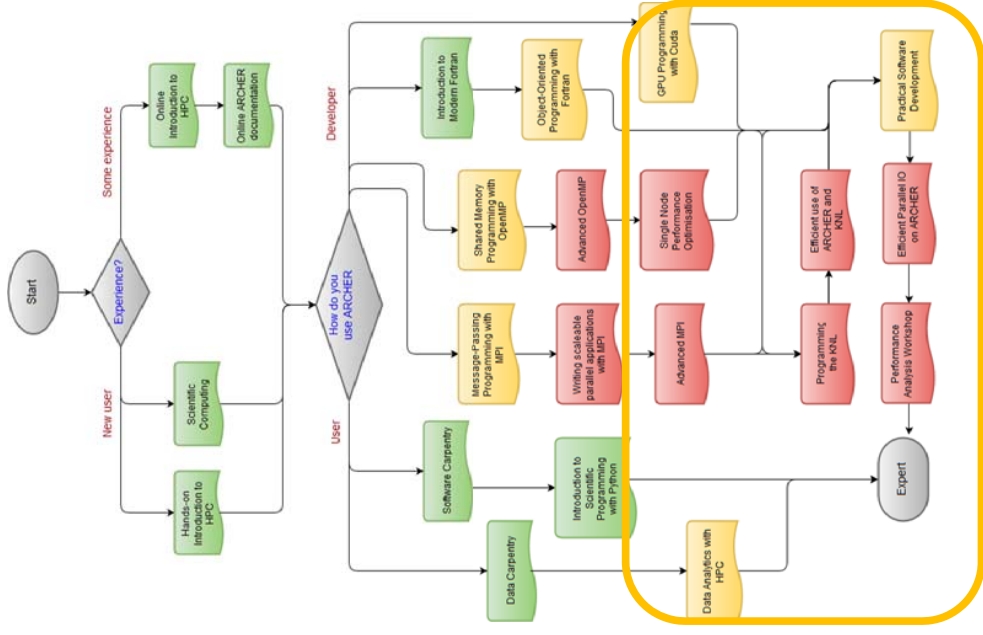 Start
Experience?
New user
Some experience
Hands-on
Introduction to
HPC
Scientific
Computing
Online
Introduction to
HPC
Online ARCHER
documentation
How do you
use ARCHER
User
Developer
Data Carpentry
Software Carpentry
Introduction to
Scientific
Programming
with Python
Data Analytics with
HPC
Message-Passing
Programming with
MPI
Writing scaleable
parallel applications
with MPI
Advanced MPI
Shared Memory
Programming with
OpenMP
Advanced OpenMP
Single Node
Performance
Optimisation
Introduction to
Modern Fortran
Object-Oriented
Programming with
Fortran
GPU Programming
with Cuda
Programming
the KNL
Efficient use of
ARCHER and
KNL
Practical Software
Development
Efficient Parallel IO
on ARCHER
Performance
Analysis Workshop
Expert